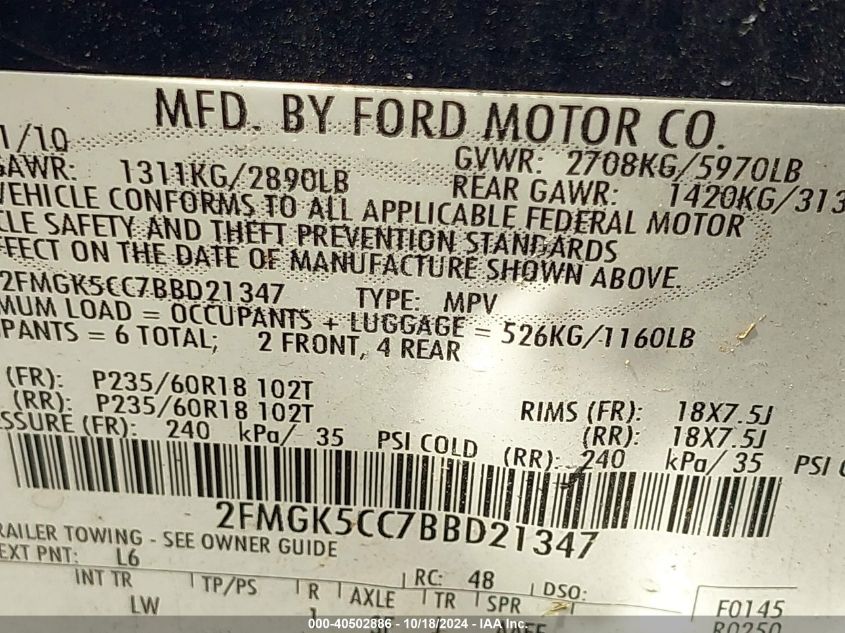 MFD. BY FORD MOTOR CO.
1/10
GVWR: 2708KG/5970LB
GAWR: 1311KG/2890LB
REAR GAWR: 1420KG/313
VEHICLE CONFORMS TO ALL APPLICABLE FEDERAL MOTOR
CLE SAFETY AND THEFT PREVENTION STANDARDS
FFECT ON THE DATE OF MANUFACTURE SHOWN ABOVE.
2FMGK5CC7BBD21347 TYPE: MPV
MUM LOAD = OCCUPANTS + LUGGAGE = 526KG/1160LB
UPANTS = 6 TOTAL; 2 FRONT, 4 REAR
(FR): P235/60R18 102T RIMS (FR): 18X7.5J
(RR): P235/60R18 102T (RR): 18X7.5J
SSURE (FR): 240 kPa/ 35 PSI COLD (RR): 240 kPa/ 35 PSI C
2FMGK5CC7BBD21347
RAILER TOWING - SEE OWNER GUIDE
EXT PNT: L6 RC: 48 DSO:
INT TR TP/PS R AXLE TR SPR F0145
LW R0250
000-40502886 - 10/18/2024 - IAA Inc.